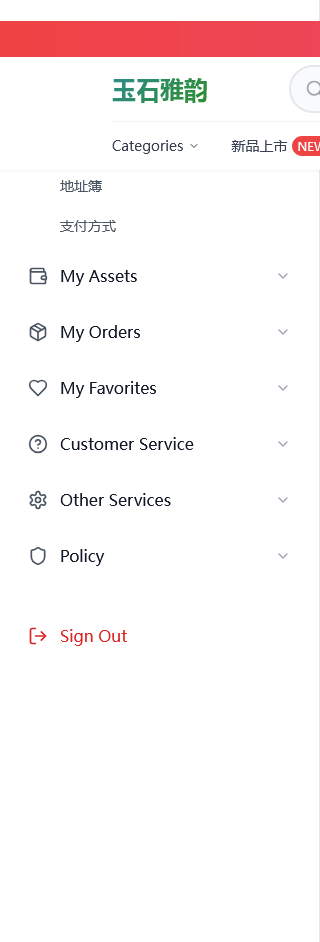 玉石雅韵
Categories 新品上市 NEW
地址簿
支付方式
My Assets
My Orders
My Favorites
Customer Service
Other Services
Policy
Sign Out